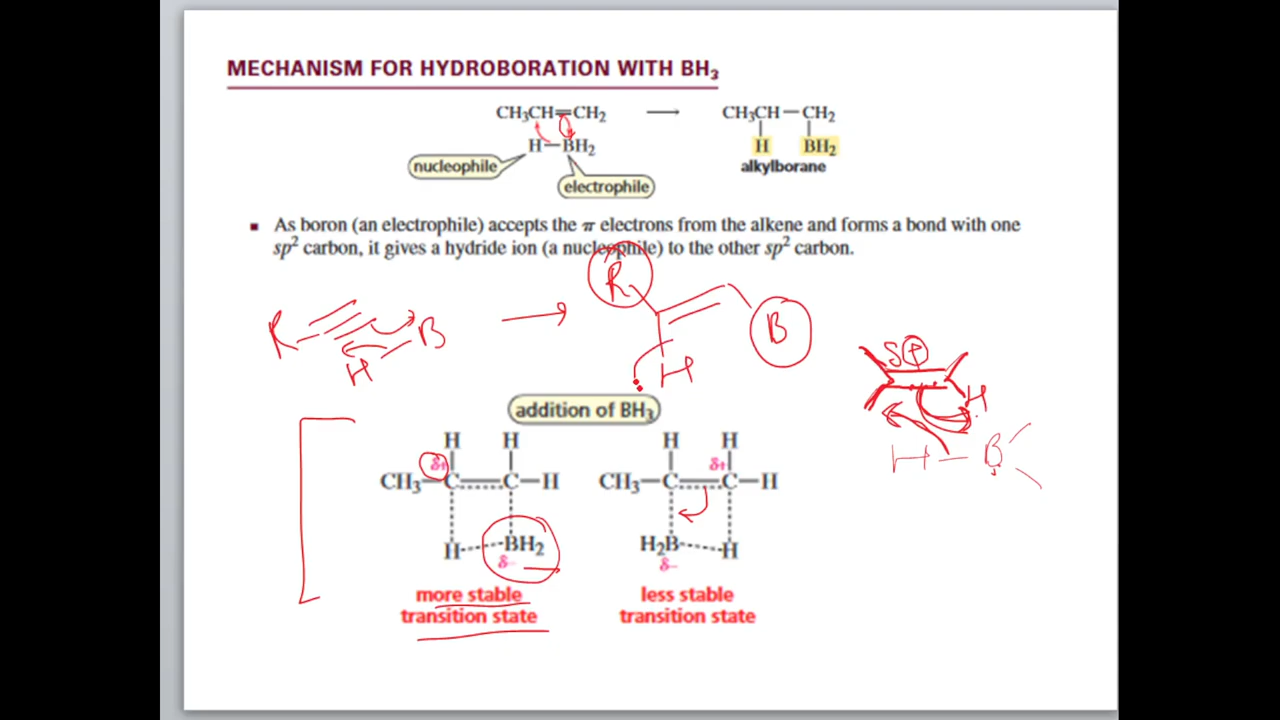 MECHANISM FOR HYDROBORATION WITH BH₃
CH₃CH=CH₂ ⟶ CH₃CH—CH₂
H—BH₂ H BH₂
nucleophile alkylborane
electrophile
▪ As boron (an electrophile) accepts the π electrons from the alkene and forms a bond with one
sp² carbon, it gives a hydride ion (a nucleophile) to the other sp² carbon.
R B H → R B H
S⊕ H
H—B
addition of BH₃
H H H H
δ+ δ+
CH₃—C C—H CH₃—C C—H
H BH₂ H₂B H
δ– δ–
more stable less stable
transition state transition state